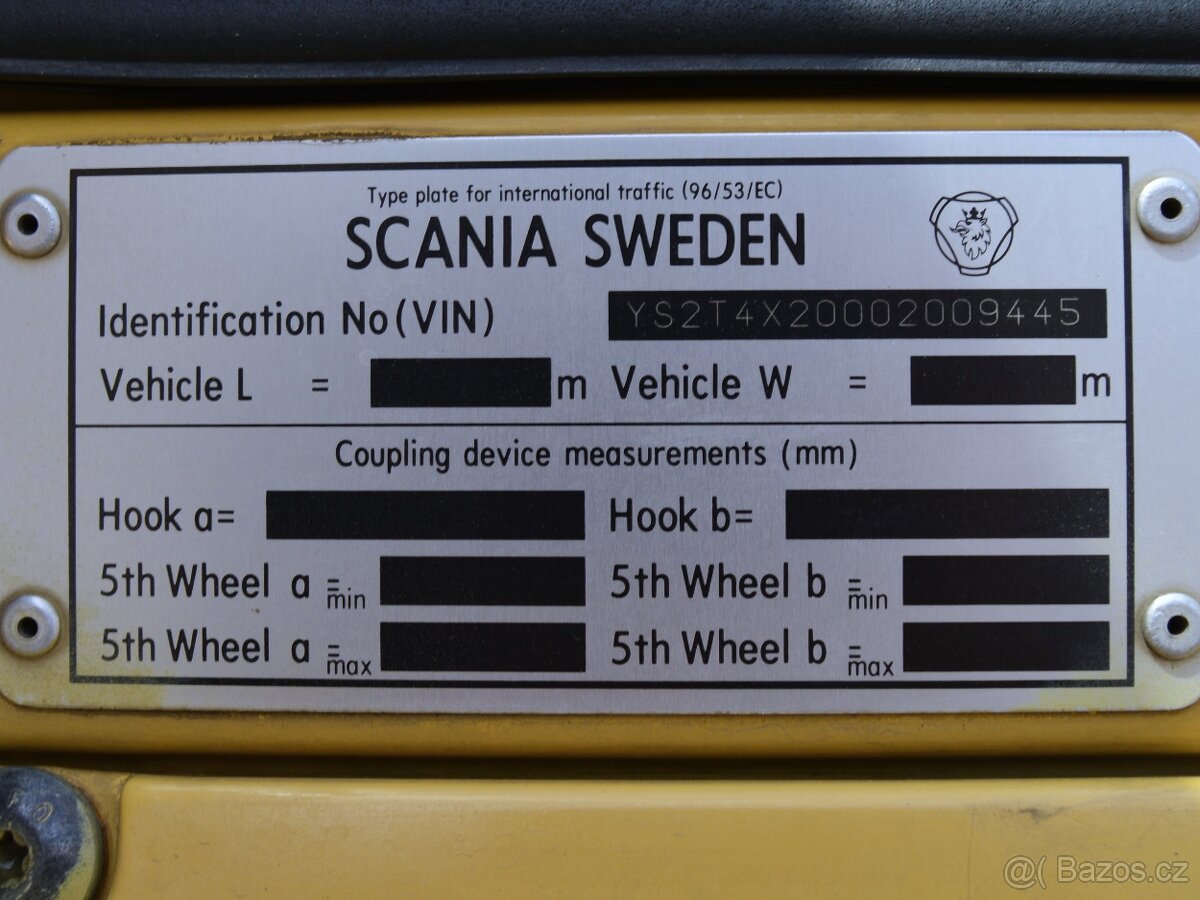 Type plate for international traffic (96/53/EC)
SCANIA SWEDEN
Identification No (VIN) YS2T4X20002009445
Vehicle L = m Vehicle W = m
Coupling device measurements (mm)
Hook a= Hook b=
5th Wheel a = min 5th Wheel b = min
5th Wheel a = max 5th Wheel b = max
@( Bazos.cz